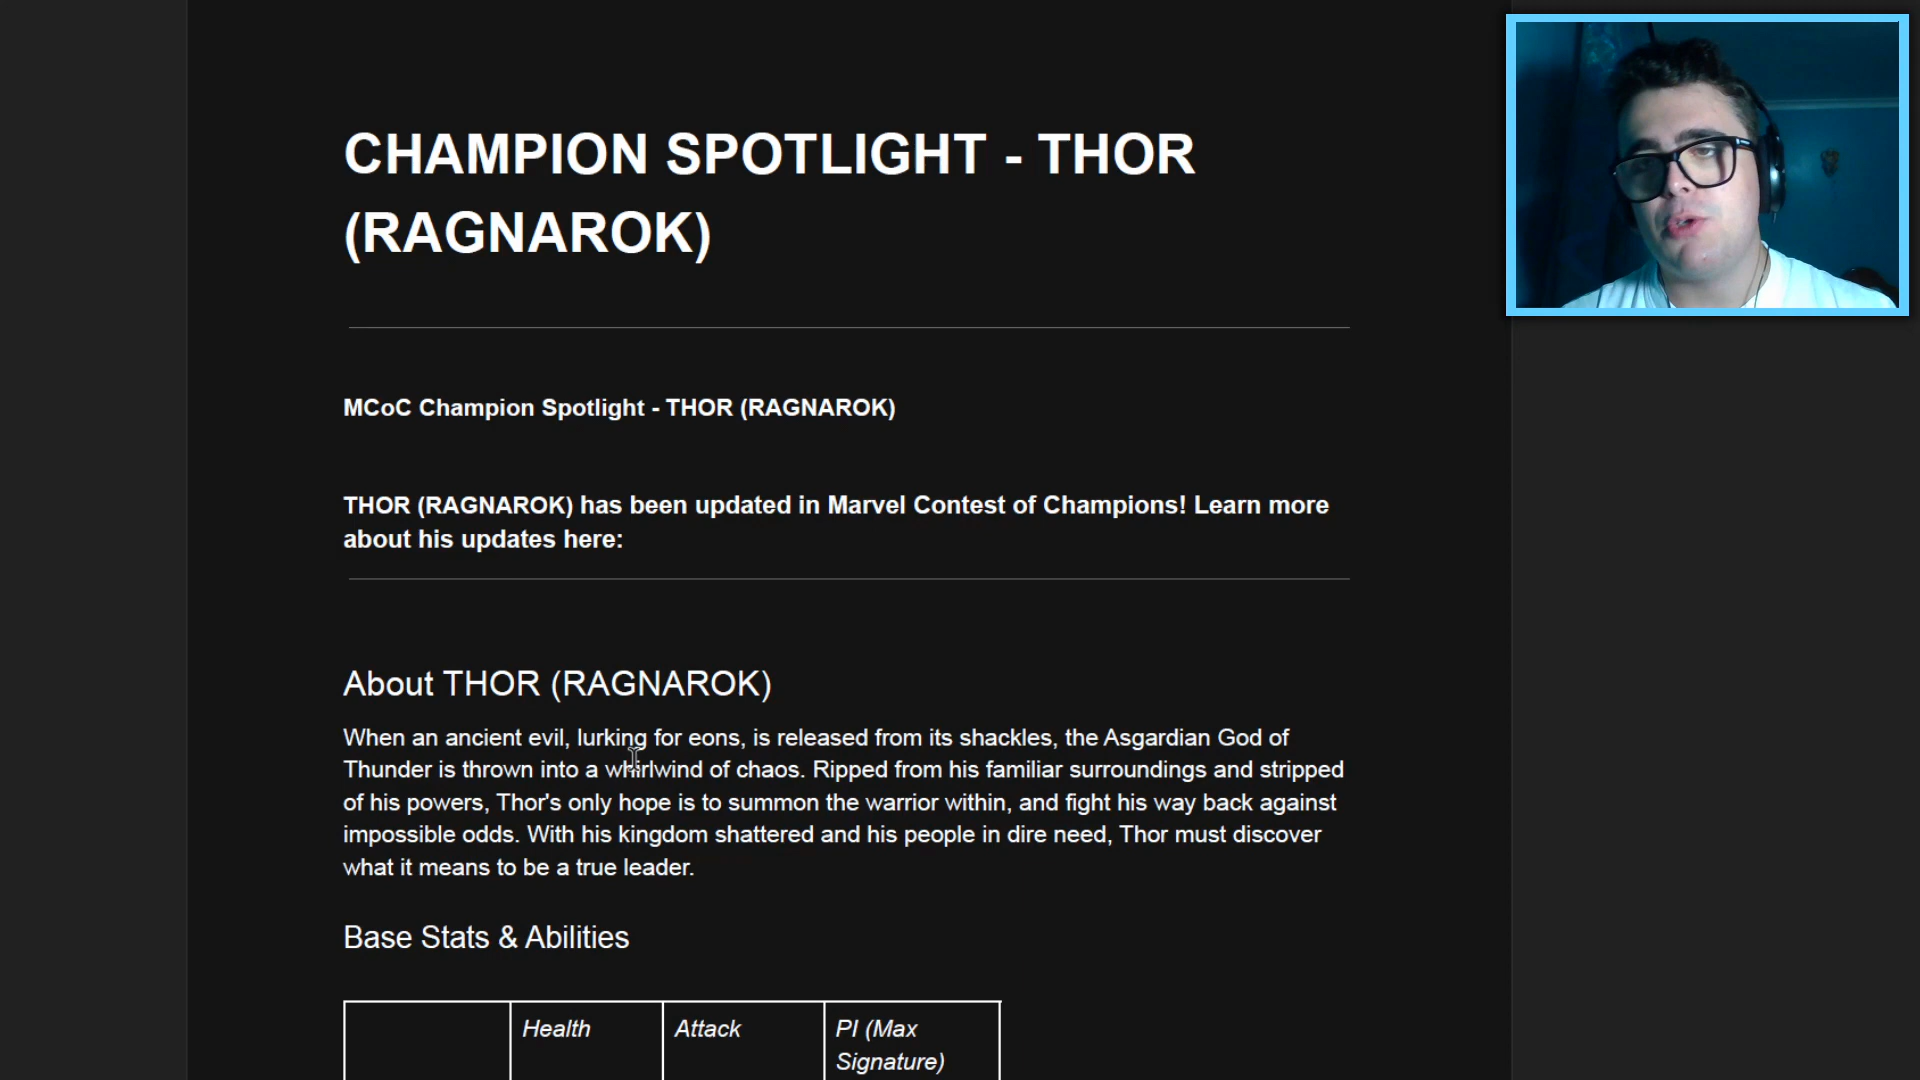 CHAMPION SPOTLIGHT - THOR
(RAGNAROK)
MCoC Champion Spotlight - THOR (RAGNAROK)
THOR (RAGNAROK) has been updated in Marvel Contest of Champions! Learn more
about his updates here:
About THOR (RAGNAROK)
When an ancient evil, lurking for eons, is released from its shackles, the Asgardian God of
Thunder is thrown into a whirlwind of chaos. Ripped from his familiar surroundings and stripped
of his powers, Thor's only hope is to summon the warrior within, and fight his way back against
impossible odds. With his kingdom shattered and his people in dire need, Thor must discover
what it means to be a true leader.
Base Stats & Abilities
Health Attack PI (Max
Signature)